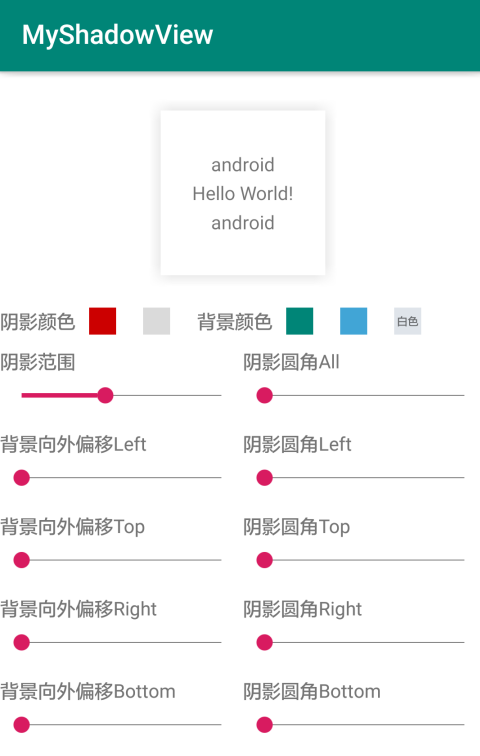 MyShadowView
android
Hello World!
android
阴影颜色 背景颜色 白色
阴影范围 阴影圆角All
背景向外偏移Left 阴影圆角Left
背景向外偏移Top 阴影圆角Top
背景向外偏移Right 阴影圆角Right
背景向外偏移Bottom 阴影圆角Bottom